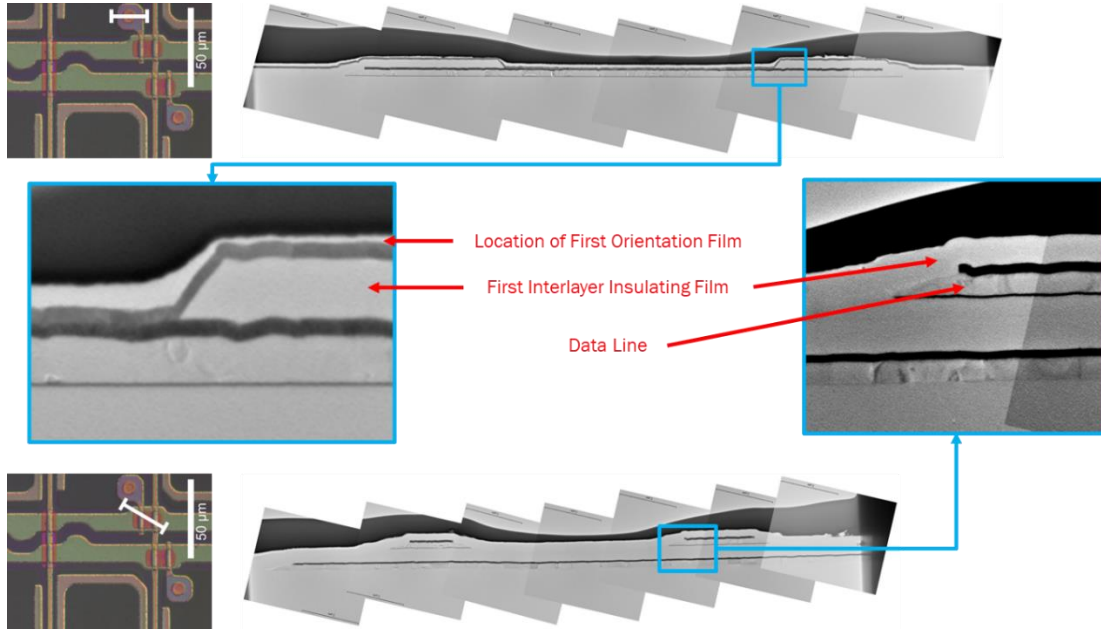 50 µm
Location of First Orientation Film
First Interlayer Insulating Film
Data Line
50 µm